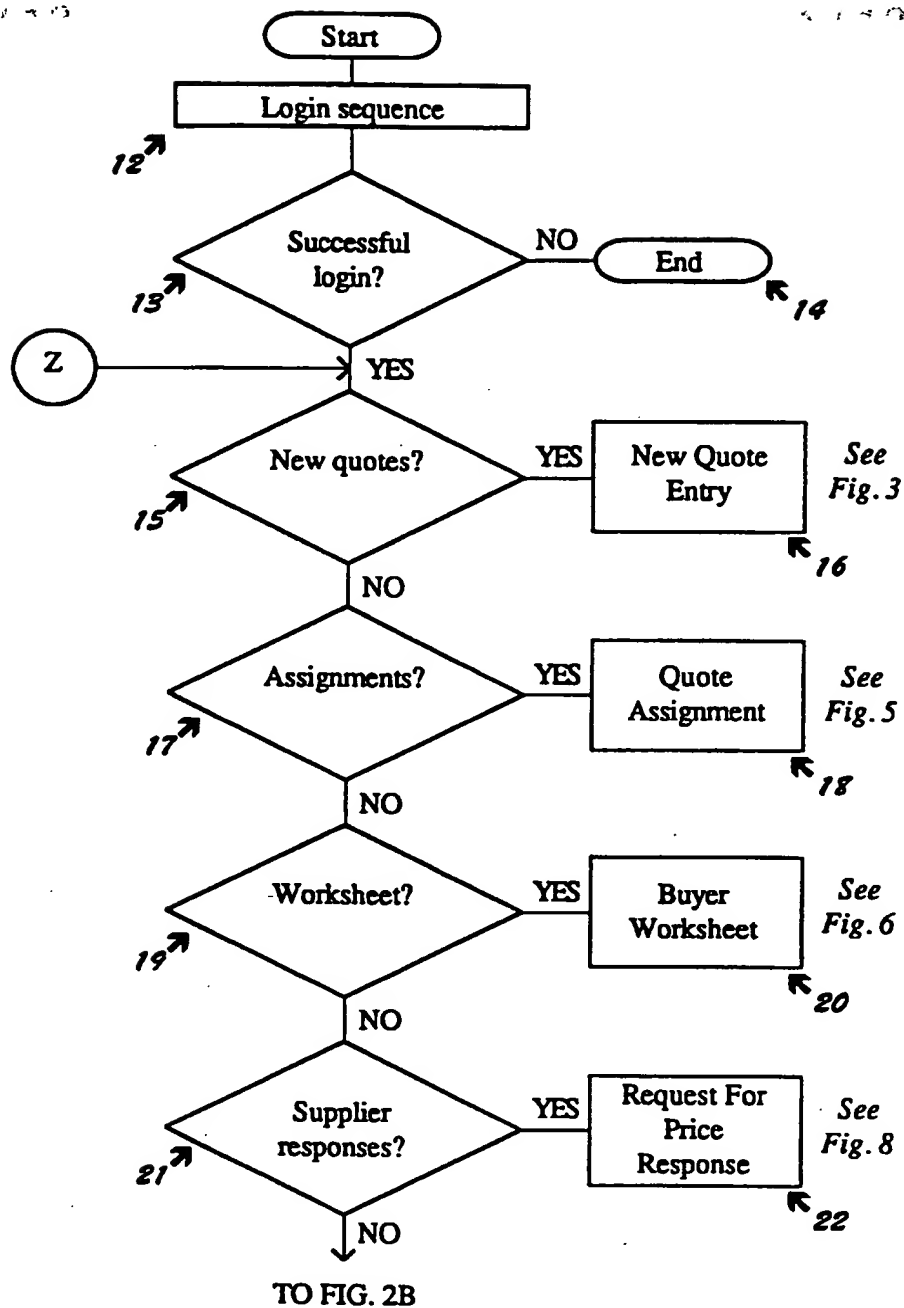 Start
Login sequence
12
Successful
login?
NO
End
13
14
Z
YES
New quotes?
YES
New Quote
Entry
See
Fig. 3
15
16
NO
Assignments?
YES
Quote
Assignment
See
Fig. 5
17
18
NO
Worksheet?
YES
Buyer
Worksheet
See
Fig. 6
19
20
NO
Supplier
responses?
YES
Request For
Price
Response
See
Fig. 8
21
22
NO
TO FIG. 2B